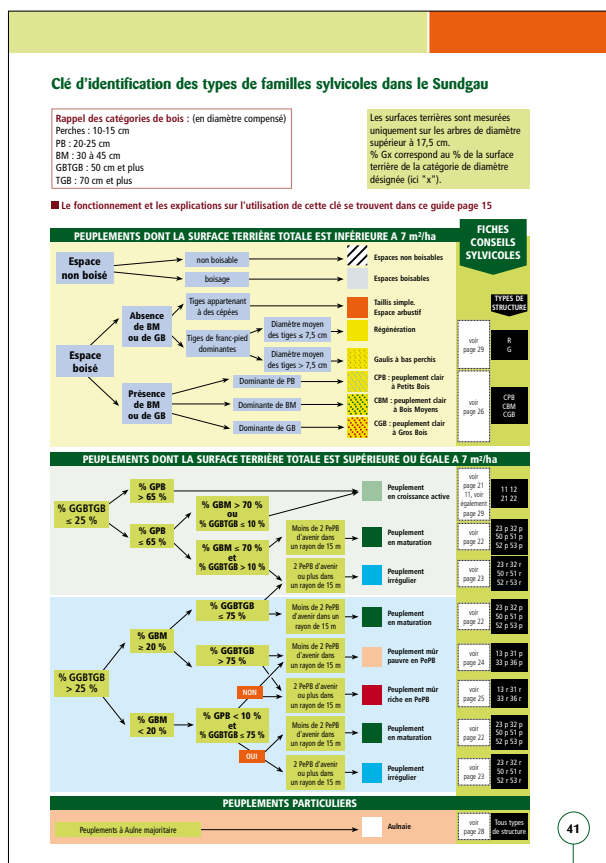 Clé d'identification des types de familles sylvicoles dans le Sundgau
Rappel des catégories de bois : (en diamètre compensé)
Perches : 10-15 cm
PB : 20-25 cm
BM : 30 à 45 cm
GBTGB : 50 cm et plus
TGB : 70 cm et plus
Les surfaces terrières sont mesurées
uniquement sur les arbres de diamètre
supérieur à 17,5 cm.
% Gx correspond au % de la surface
terrière de la catégorie de diamètre
désignée (ici "x").
Le fonctionnement et les explications sur l'utilisation de cette clé se trouvent dans ce guide page 15
PEUPLEMENTS DONT LA SURFACE TERRIÈRE TOTALE EST INFÉRIEURE A 7 m²/ha
FICHES
CONSEILS
SYLVICOLES
TYPES DE
STRUCTURE
Espace
non boisé
non boisable
Espaces non boisables
boisage
Espaces boisables
Espace
boisé
Absence
de BM
ou de GB
Tiges appartenant
à des cépées
Taillis simple.
Espace arbustif
Tiges de franc-pied
dominantes
Diamètre moyen
des tiges ≤ 7,5 cm
Régénération
Diamètre moyen
des tiges > 7,5 cm
Gaulis à bas perchis
voir
page 29
R
G
Présence
de BM
ou de GB
Dominante de PB
CPB : peuplement clair
à Petits Bois
Dominante de BM
CBM : peuplement clair
à Bois Moyens
Dominante de GB
CGB : peuplement clair
à Gros Bois
voir
page 26
CPB
CBM
CGB
PEUPLEMENTS DONT LA SURFACE TERRIÈRE TOTALE EST SUPÉRIEURE OU ÉGALE A 7 m²/ha
% GGBTGB
≤ 25 %
% GPB
> 65 %
Peuplement
en croissance active
voir
page 21
11, voir
également
page 29
11 12
21 22
% GPB
≤ 65 %
% GBM > 70 %
ou
% GGBTGB ≤ 10 %
% GBM ≤ 70 %
et
% GGBTGB > 10 %
Moins de 2 PePB
d'avenir dans
un rayon de 15 m
Peuplement
en maturation
voir
page 22
23 p 32 p
50 p 51 p
52 p 53 p
2 PePB d'avenir
ou plus dans
un rayon de 15 m
Peuplement
irrégulier
voir
page 23
23 r 32 r
50 r 51 r
52 r 53 r
% GGBTGB
> 25 %
% GBM
≥ 20 %
% GGBTGB
≤ 75 %
Moins de 2 PePB
d'avenir dans un
rayon de 15 m
Peuplement
en maturation
voir
page 22
23 p 32 p
50 p 51 p
52 p 53 p
% GGBTGB
> 75 %
Moins de 2 PePB
d'avenir dans
un rayon de 15 m
Peuplement mûr
pauvre en PePB
voir
page 24
13 p 31 p
33 p 36 p
NON
2 PePB d'avenir
ou plus dans
un rayon de 15 m
Peuplement mûr
riche en PePB
voir
page 25
13 r 31 r
33 r 36 r
% GBM
< 20 %
% GPB < 10 %
et
% GGBTGB ≤ 75 %
OUI
Moins de 2 PePB
d'avenir dans
un rayon de 15 m
Peuplement
en maturation
voir
page 22
23 p 32 p
50 p 51 p
52 p 53 p
2 PePB d'avenir
ou plus dans
un rayon de 15 m
Peuplement
irrégulier
voir
page 23
23 r 32 r
50 r 51 r
52 r 53 r
PEUPLEMENTS PARTICULIERS
Peuplements à Aulne majoritaire
Aulnaie
voir
page 28
Tous types
de structure
41